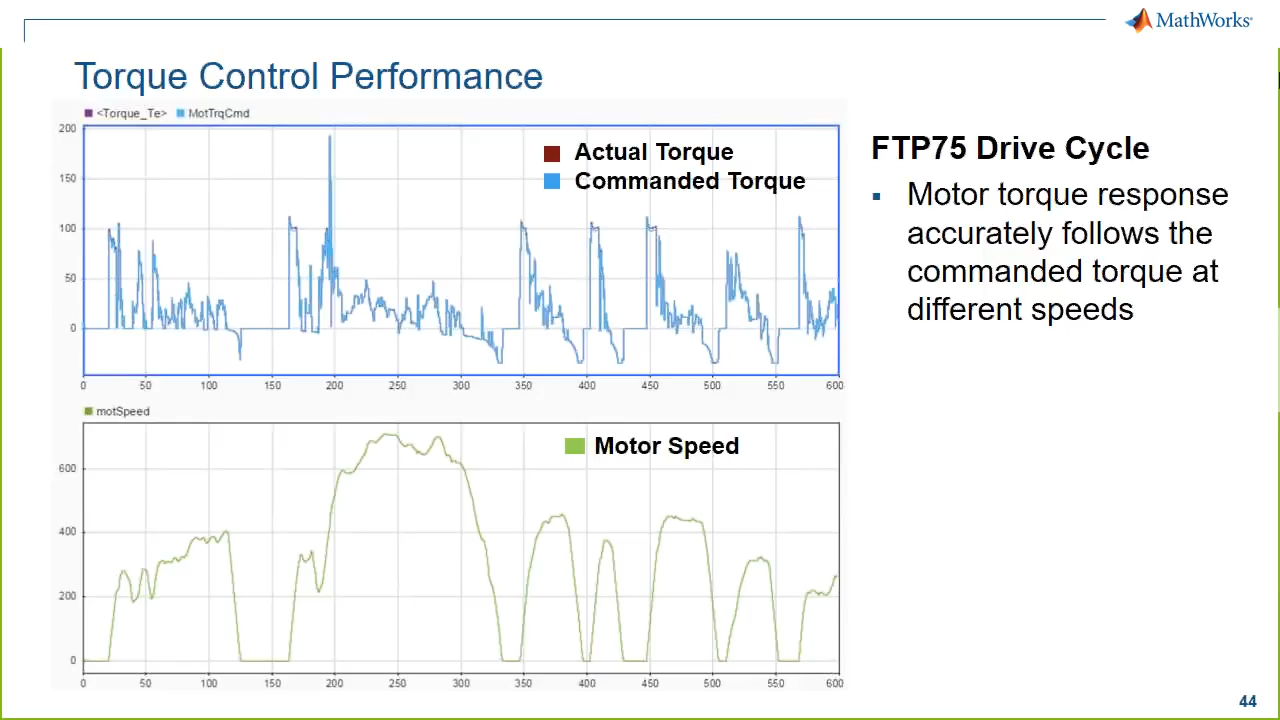 MathWorks
Torque Control Performance
<Torque_Te> MotTrqCmd
200
150
100
50
0
Actual Torque
Commanded Torque
0 50 100 150 200 250 300 350 400 450 500 550 600
motSpeed
600
400
200
0
Motor Speed
0 50 100 150 200 250 300 350 400 450 500 550 600
FTP75 Drive Cycle
▪ Motor torque response
accurately follows the
commanded torque at
different speeds
44